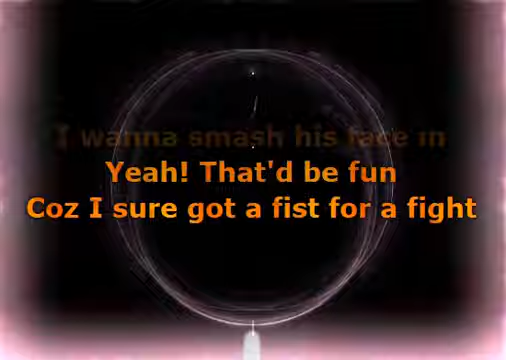 I wanna smash his face in
Yeah! That'd be fun
Coz I sure got a fist for a fight